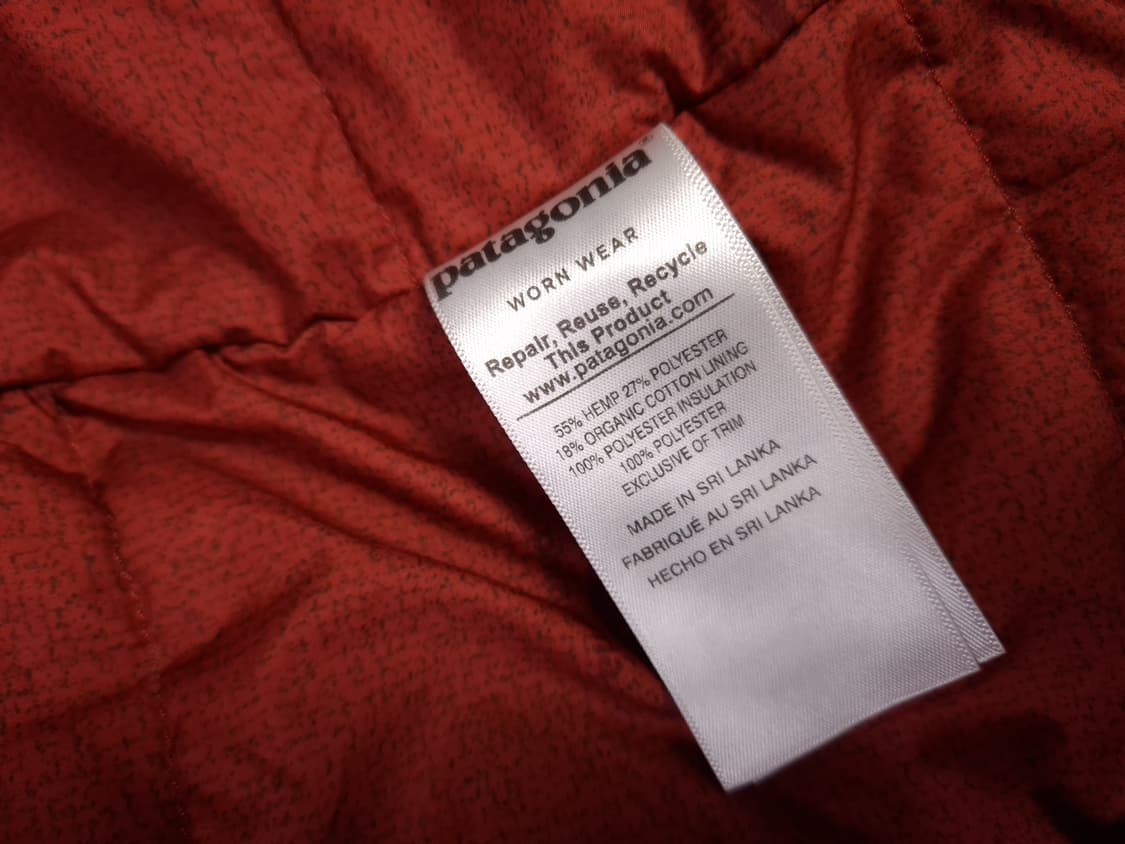 patagonia®
WORN WEAR
Repair, Reuse, Recycle
This Product
www.patagonia.com
55% HEMP 27% POLYESTER
18% ORGANIC COTTON LINING
100% POLYESTER INSULATION
100% POLYESTER
EXCLUSIVE OF TRIM
MADE IN SRI LANKA
FABRIQUÉ AU SRI LANKA
HECHO EN SRI LANKA